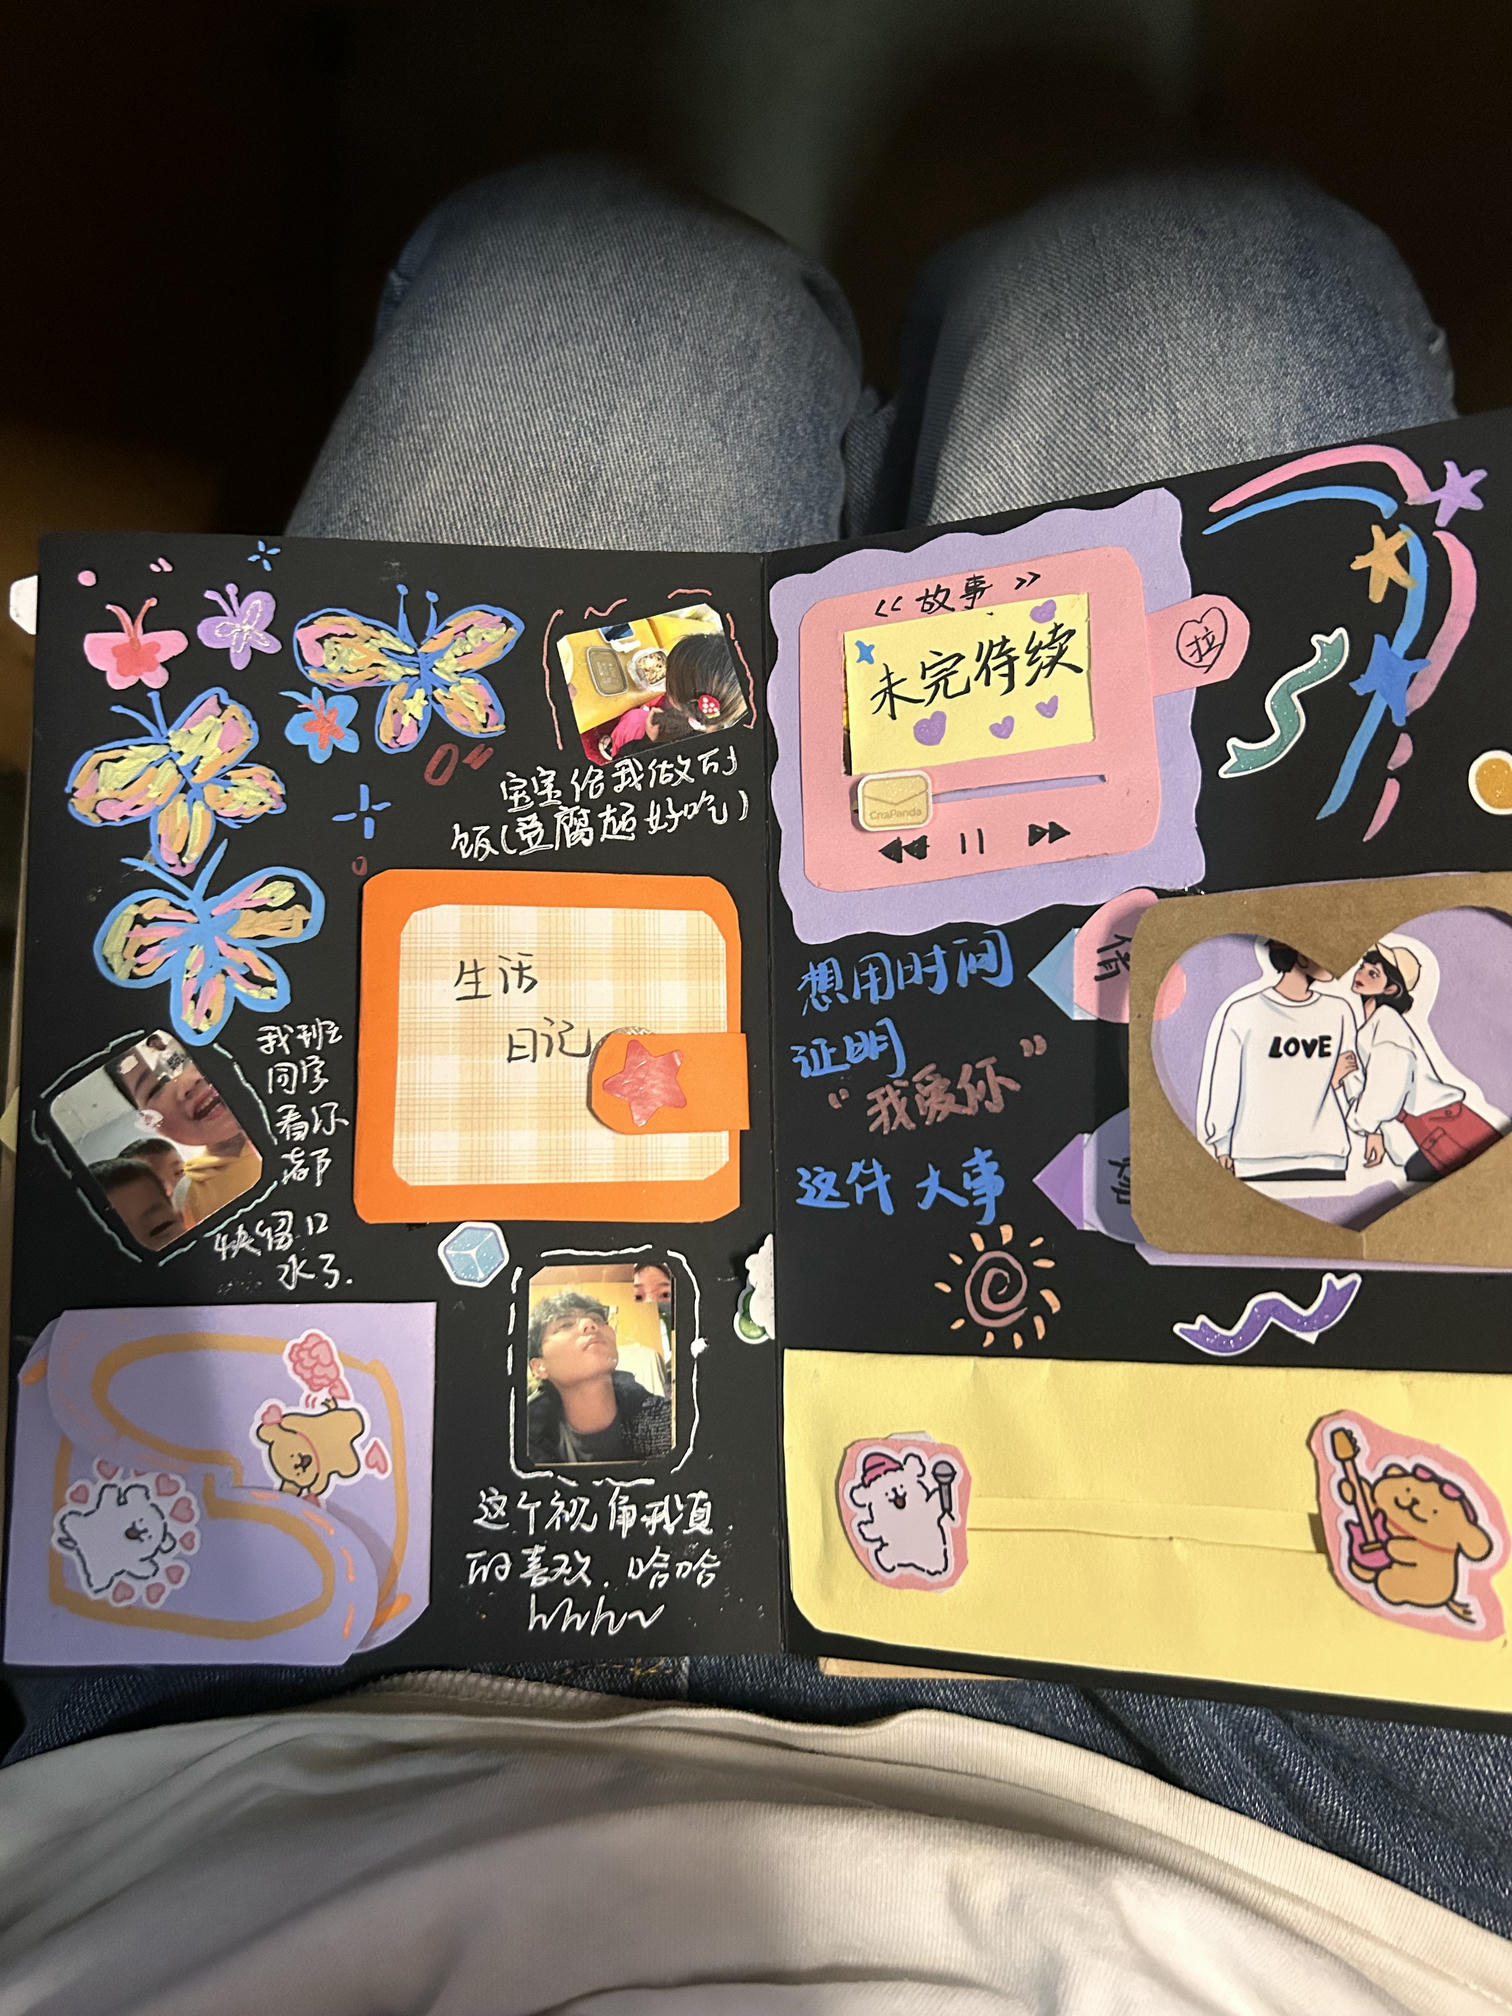 宝宝给我做的
饭(豆腐超好吃)
生活
日记
我班
同学
看你
都
快留口
水了.
这个视角我真
的喜欢.哈哈
hhhh~
<<故事>>
未完待续
拉
CnaPanda
想用时间
证明
“我爱你”
这件大事
LOVE